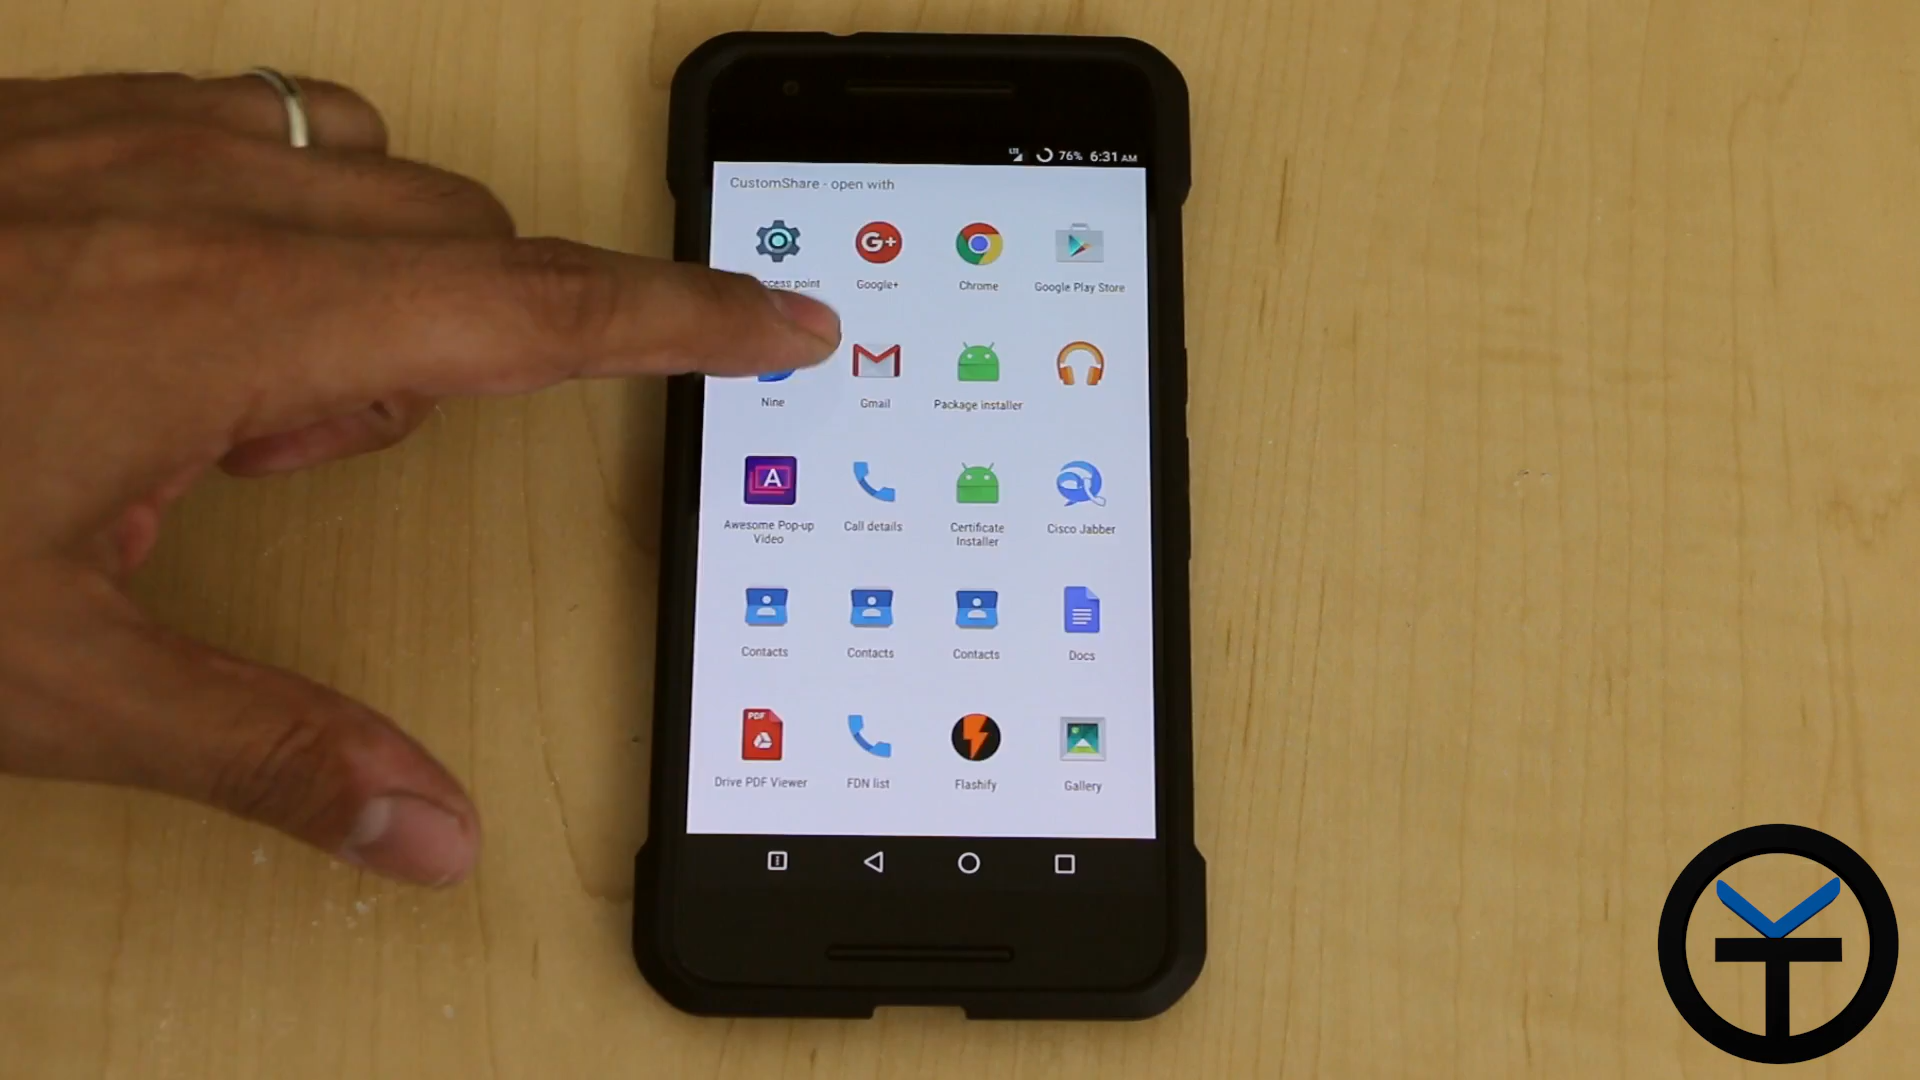 LTE 76% 6:31 AM
CustomShare - open with
access point
Google+
Chrome
Google Play Store
Nine
Gmail
Package installer
Awesome Pop-up
Video
Call details
Certificate
Installer
Cisco Jabber
Contacts
Contacts
Contacts
Docs
PDF
Drive PDF Viewer
FDN list
Flashify
Gallery